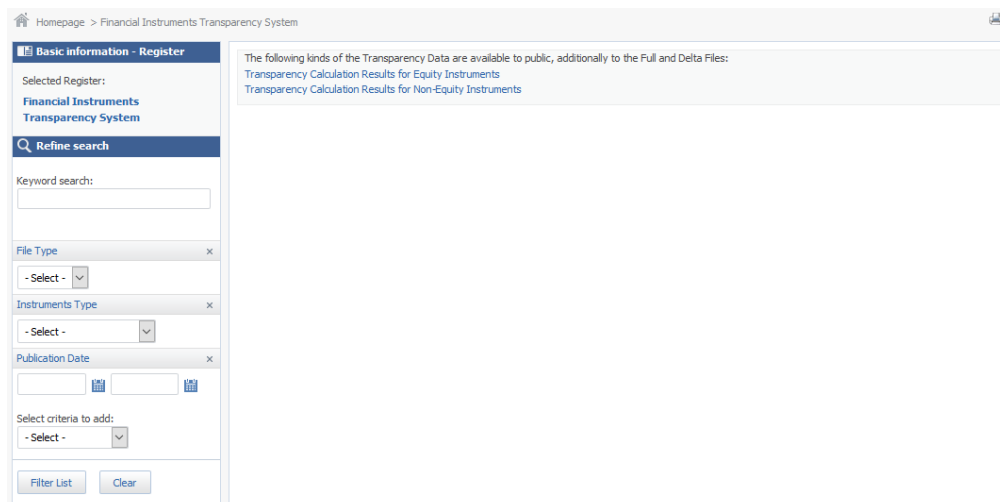 Homepage > Financial Instruments Transparency System
Basic information - Register
Selected Register:
Financial Instruments
Transparency System
Refine search
Keyword search:
File Type
- Select -
Instruments Type
- Select -
Publication Date
Select criteria to add:
- Select -
Filter List Clear
The following kinds of the Transparency Data are available to public, additionally to the Full and Delta Files:
Transparency Calculation Results for Equity Instruments
Transparency Calculation Results for Non-Equity Instruments